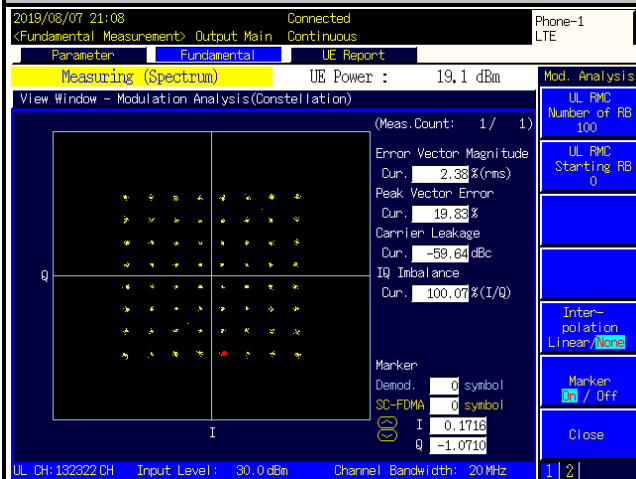 2019/08/07 21:08 Connected Phone-1
<Fundamental Measurement> Output Main Continuous LTE
Parameter Fundamental UE Report
Measuring (Spectrum) UE Power : 19.1 dBm Mod. Analysis
View Window - Modulation Analysis(Constellation)
UL RMC
Number of RB
100
(Meas.Count: 1/ 1)
Error Vector Magnitude
Cur. 2.38 %(rms)
Peak Vector Error
Cur. 19.83 %
Carrier Leakage
Cur. -59.64 dBc
IQ Imbalance
Cur. 100.07 %(I/Q)
UL RMC
Starting RB
0
Q
I
Inter-
polation
Linear/None
Marker
Demod. 0 symbol
SC-FDMA 0 symbol
I 0.1716
Q -1.0710
Marker
On / Off
Close
UL CH:132322 CH Input Level: 30.0 dBm Channel Bandwidth: 20 MHz 1 2